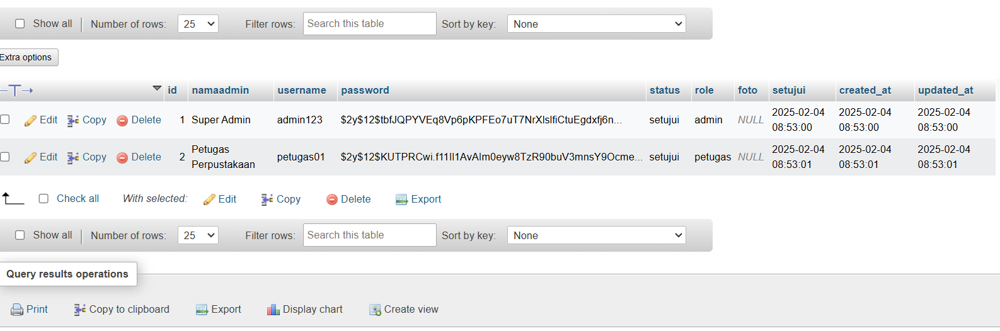 Show all Number of rows: 25 Filter rows: Search this table Sort by key: None
Extra options
id namaadmin username password status role foto setujui created_at updated_at
Edit Copy Delete 1 Super Admin admin123 $2y$12$tbfJQPYVEq8Vp6pKPFEo7uT7NrXlslfiCtuEgdxfj6n... setujui admin NULL 2025-02-04 08:53:00 2025-02-04 08:53:00 2025-02-04 08:53:00
Edit Copy Delete 2 Petugas Perpustakaan petugas01 $2y$12$KUTPRCwi.f11Il1AvAlm0eyw8TzR90buV3mnsY9Ocme... setujui petugas NULL 2025-02-04 08:53:01 2025-02-04 08:53:01 2025-02-04 08:53:01
Check all With selected: Edit Copy Delete Export
Show all Number of rows: 25 Filter rows: Search this table Sort by key: None
Query results operations
Print Copy to clipboard Export Display chart Create view